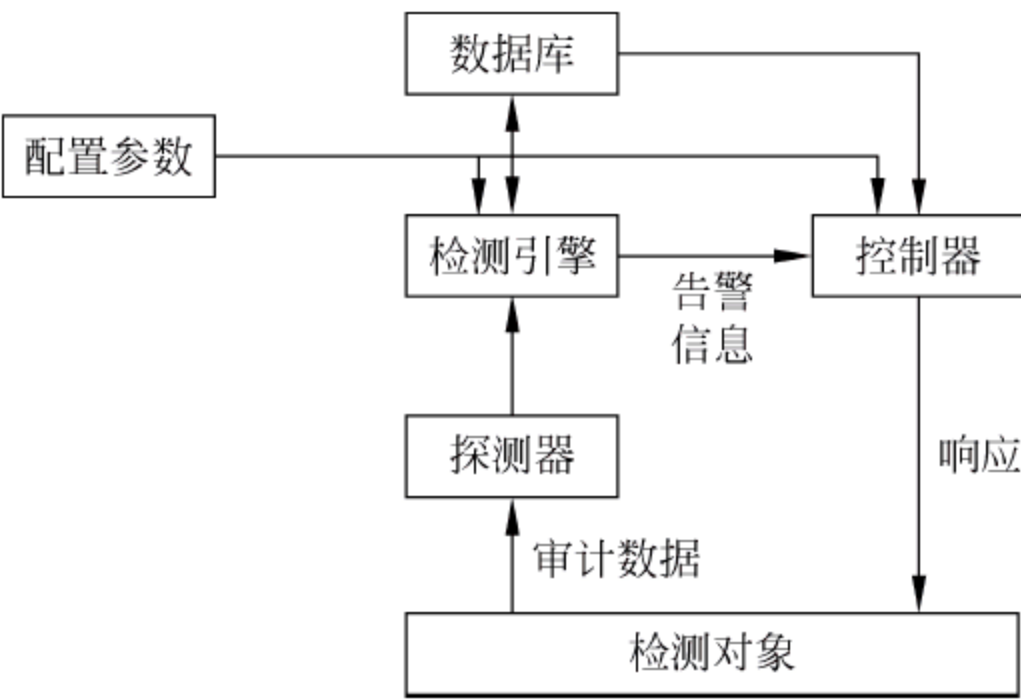 数据库
配置参数
检测引擎
控制器
告警
信息
探测器
响应
审计数据
检测对象